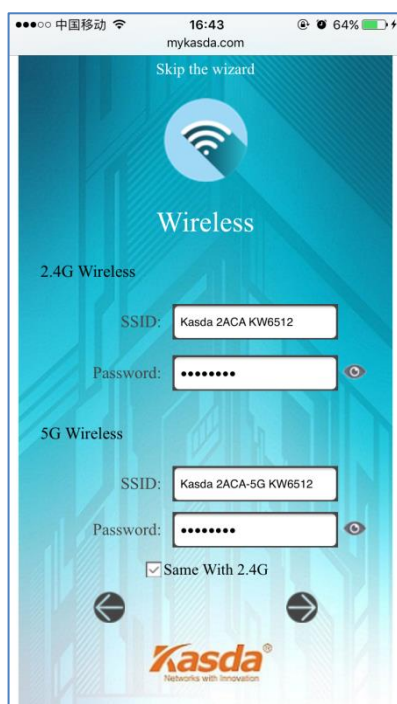 中国移动 16:43 64%
mykasda.com
Skip the wizard
Wireless
2.4G Wireless
SSID: Kasda 2ACA KW6512
Password: ••••••••
5G Wireless
SSID: Kasda 2ACA-5G KW6512
Password: ••••••••
Same With 2.4G
Kasda®
Networks with Innovation